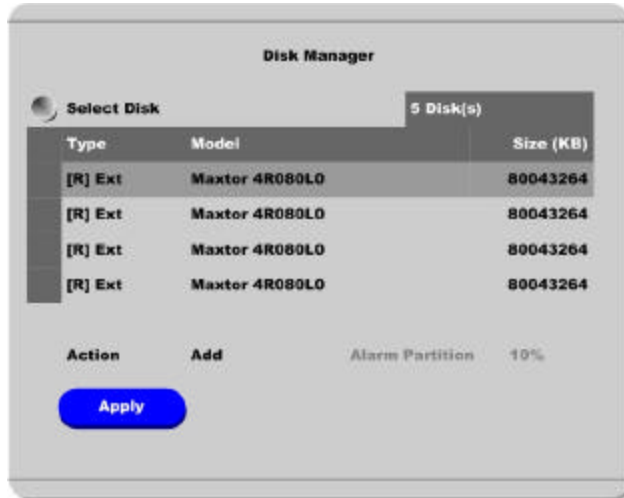 Disk Manager
Select Disk 5 Disk(s)
Type Model Size (KB)
[R] Ext Maxtor 4R080L0 80043264
[R] Ext Maxtor 4R080L0 80043264
[R] Ext Maxtor 4R080L0 80043264
[R] Ext Maxtor 4R080L0 80043264
Action Add Alarm Partition 10%
Apply